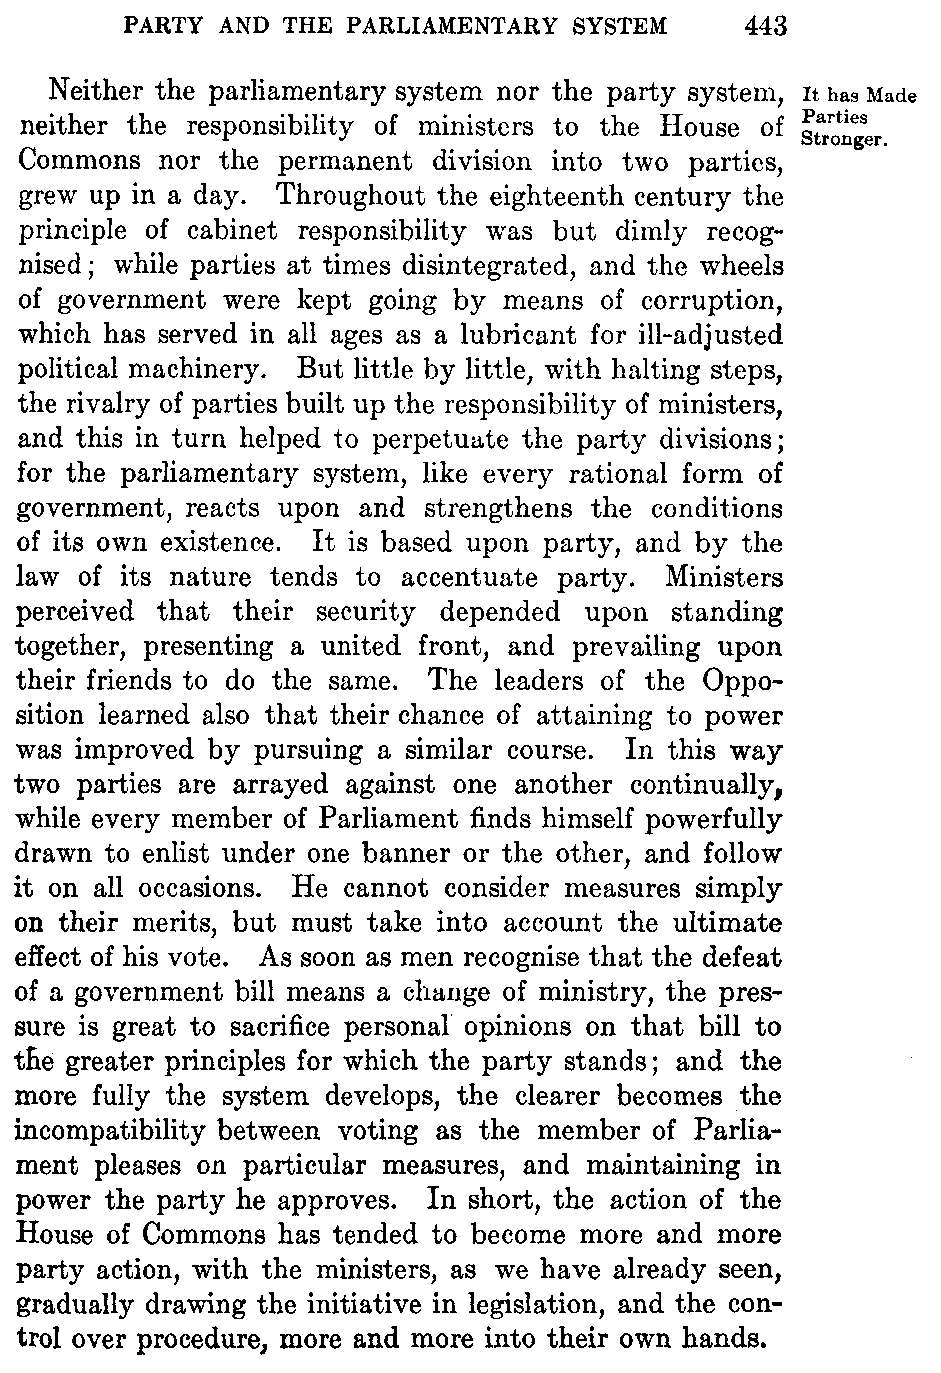 PARTY AND THE PARLIAMENTARY SYSTEM 443
Neither the parliamentary system nor the party system,
neither the responsibility of ministers to the House of
Commons nor the permanent division into two parties,
grew up in a day. Throughout the eighteenth century the
principle of cabinet responsibility was but dimly recog-
nised; while parties at times disintegrated, and the wheels
of government were kept going by means of corruption,
which has served in all ages as a lubricant for ill-adjusted
political machinery. But little by little, with halting steps,
the rivalry of parties built up the responsibility of ministers,
and this in turn helped to perpetuate the party divisions;
for the parliamentary system, like every rational form of
government, reacts upon and strengthens the conditions
of its own existence. It is based upon party, and by the
law of its nature tends to accentuate party. Ministers
perceived that their security depended upon standing
together, presenting a united front, and prevailing upon
their friends to do the same. The leaders of the Oppo-
sition learned also that their chance of attaining to power
was improved by pursuing a similar course. In this way
two parties are arrayed against one another continually,
while every member of Parliament finds himself powerfully
drawn to enlist under one banner or the other, and follow
it on all occasions. He cannot consider measures simply
on their merits, but must take into account the ultimate
effect of his vote. As soon as men recognise that the defeat
of a government bill means a change of ministry, the pres-
sure is great to sacrifice personal opinions on that bill to
the greater principles for which the party stands; and the
more fully the system develops, the clearer becomes the
incompatibility between voting as the member of Parlia-
ment pleases on particular measures, and maintaining in
power the party he approves. In short, the action of the
House of Commons has tended to become more and more
party action, with the ministers, as we have already seen,
gradually drawing the initiative in legislation, and the con-
trol over procedure, more and more into their own hands.
It has Made
Parties
Stronger.